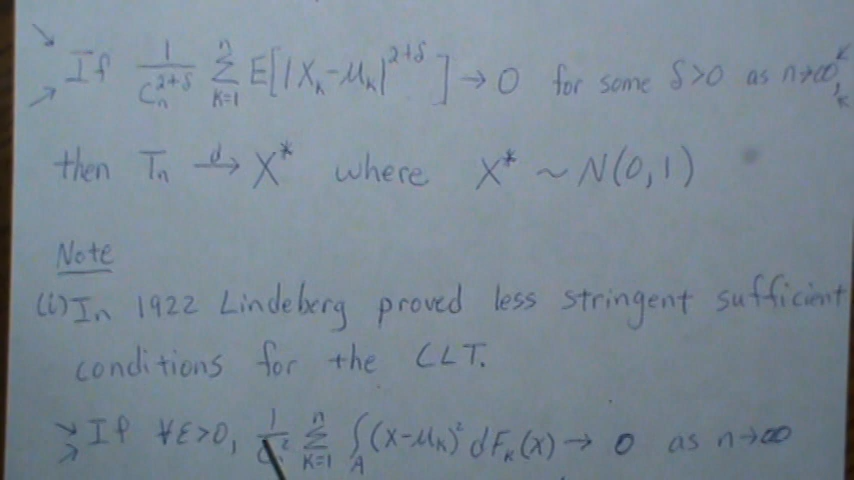 If 1/C_n^{2+δ} Σ_{k=1}^{n} E[|X_k-μ_k|^{2+δ}] → 0 for some δ>0 as n→∞,
then T_n →^d X* where X* ~ N(0,1)
Note
(i) In 1922 Lindeberg proved less stringent sufficient
conditions for the CLT.
If ∀ε>0, 1/C_n^2 Σ_{k=1}^{n} ∫_A (x-μ_k)^2 dF_k(x) → 0 as n→∞